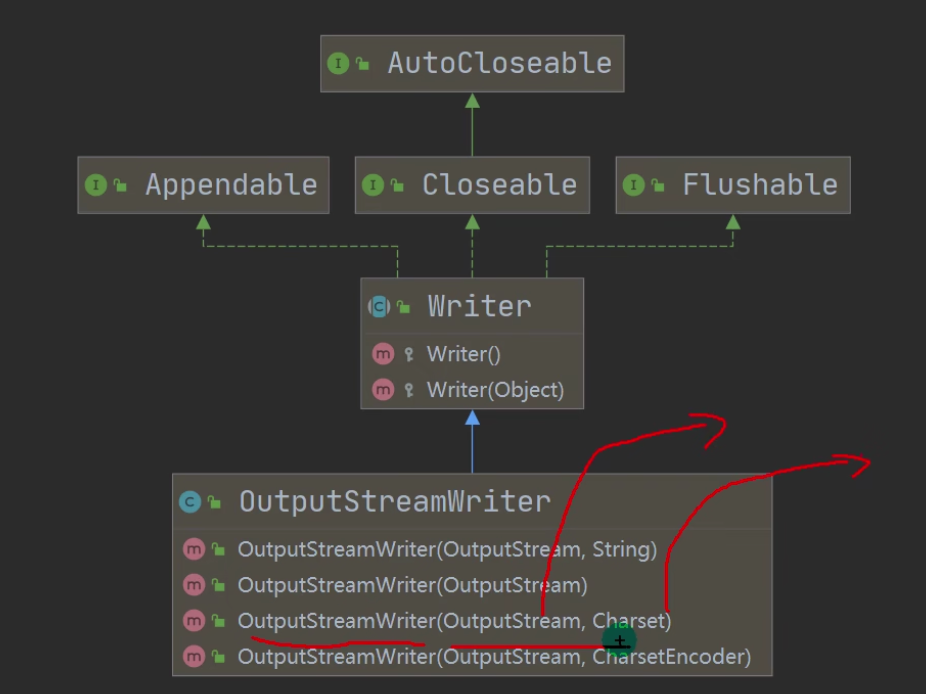 AutoCloseable
Appendable
Closeable
Flushable
Writer
Writer()
Writer(Object)
OutputStreamWriter
OutputStreamWriter(OutputStream, String)
OutputStreamWriter(OutputStream)
OutputStreamWriter(OutputStream, Charset)
OutputStreamWriter(OutputStream, CharsetEncoder)